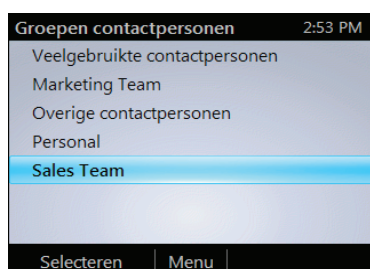 Groepen contactpersonen 2:53 PM
Veelgebruikte contactpersonen
Marketing Team
Overige contactpersonen
Personal
Sales Team
Selecteren Menu